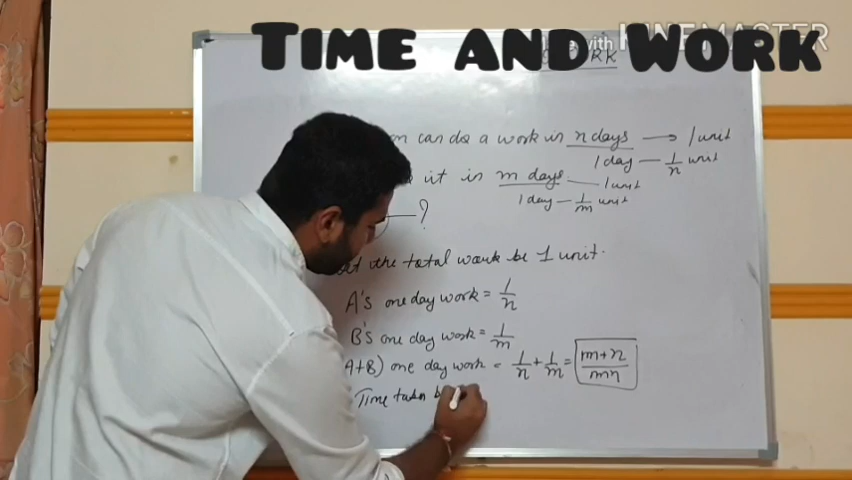 TIME AND WORK
with KINEMASTER
can do a work in n days → 1 unit
1 day — 1/n unit
it in m days — 1 unit
1 day — 1/m unit
?
the total work be 1 unit.
A's one day work = 1/n
B's one day work = 1/m
A+B) one day work = 1/n + 1/m = m+n/mn
Time taken